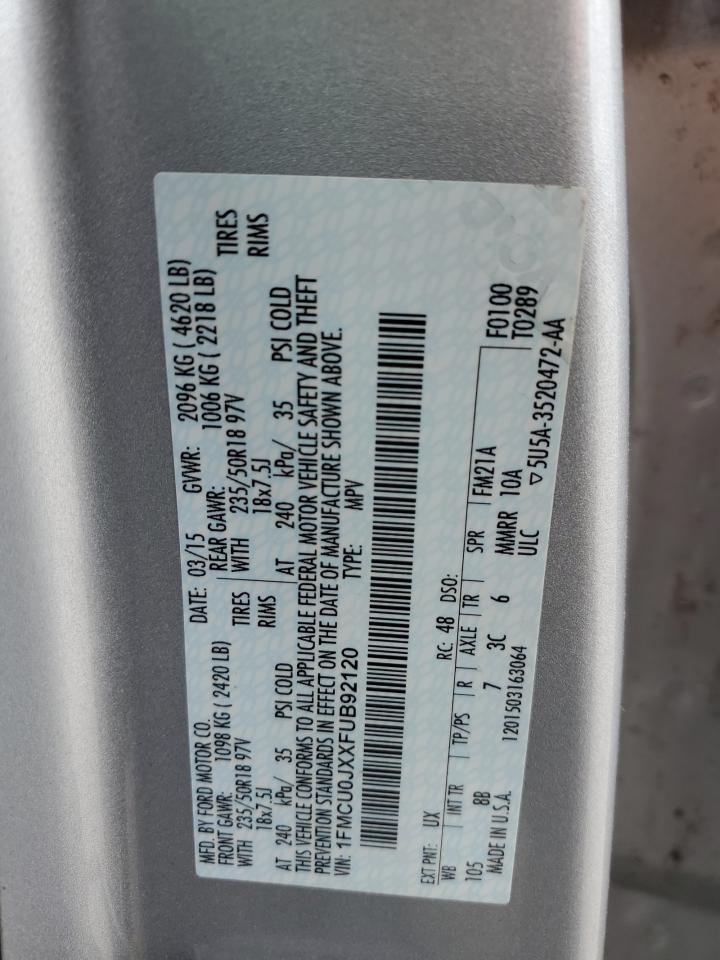 MFD. BY FORD MOTOR CO.
DATE: 03/15 GVWR: 2096 KG ( 4620 LB)
FRONT GAWR: 1098 KG ( 2420 LB) REAR GAWR: 1006 KG ( 2218 LB)
WITH 235/50R18 97V TIRES WITH 235/50R18 97V TIRES
18x7.5J RIMS 18x7.5J RIMS
AT 240 kPa/ 35 PSI COLD AT 240 kPa/ 35 PSI COLD
THIS VEHICLE CONFORMS TO ALL APPLICABLE FEDERAL MOTOR VEHICLE SAFETY AND THEFT
PREVENTION STANDARDS IN EFFECT ON THE DATE OF MANUFACTURE SHOWN ABOVE.
VIN: 1FMCU0JXXFUB92120 TYPE: MPV
EXT PNT: UX RC: 48 DSO: F0100
WB INT TR TP/PS R AXLE TR SPR FM21A T0289
105 8B 7 3C 6 MMRR 10A
MADE IN U.S.A. 1201503163064 ULC ▽5U5A-3520472-AA